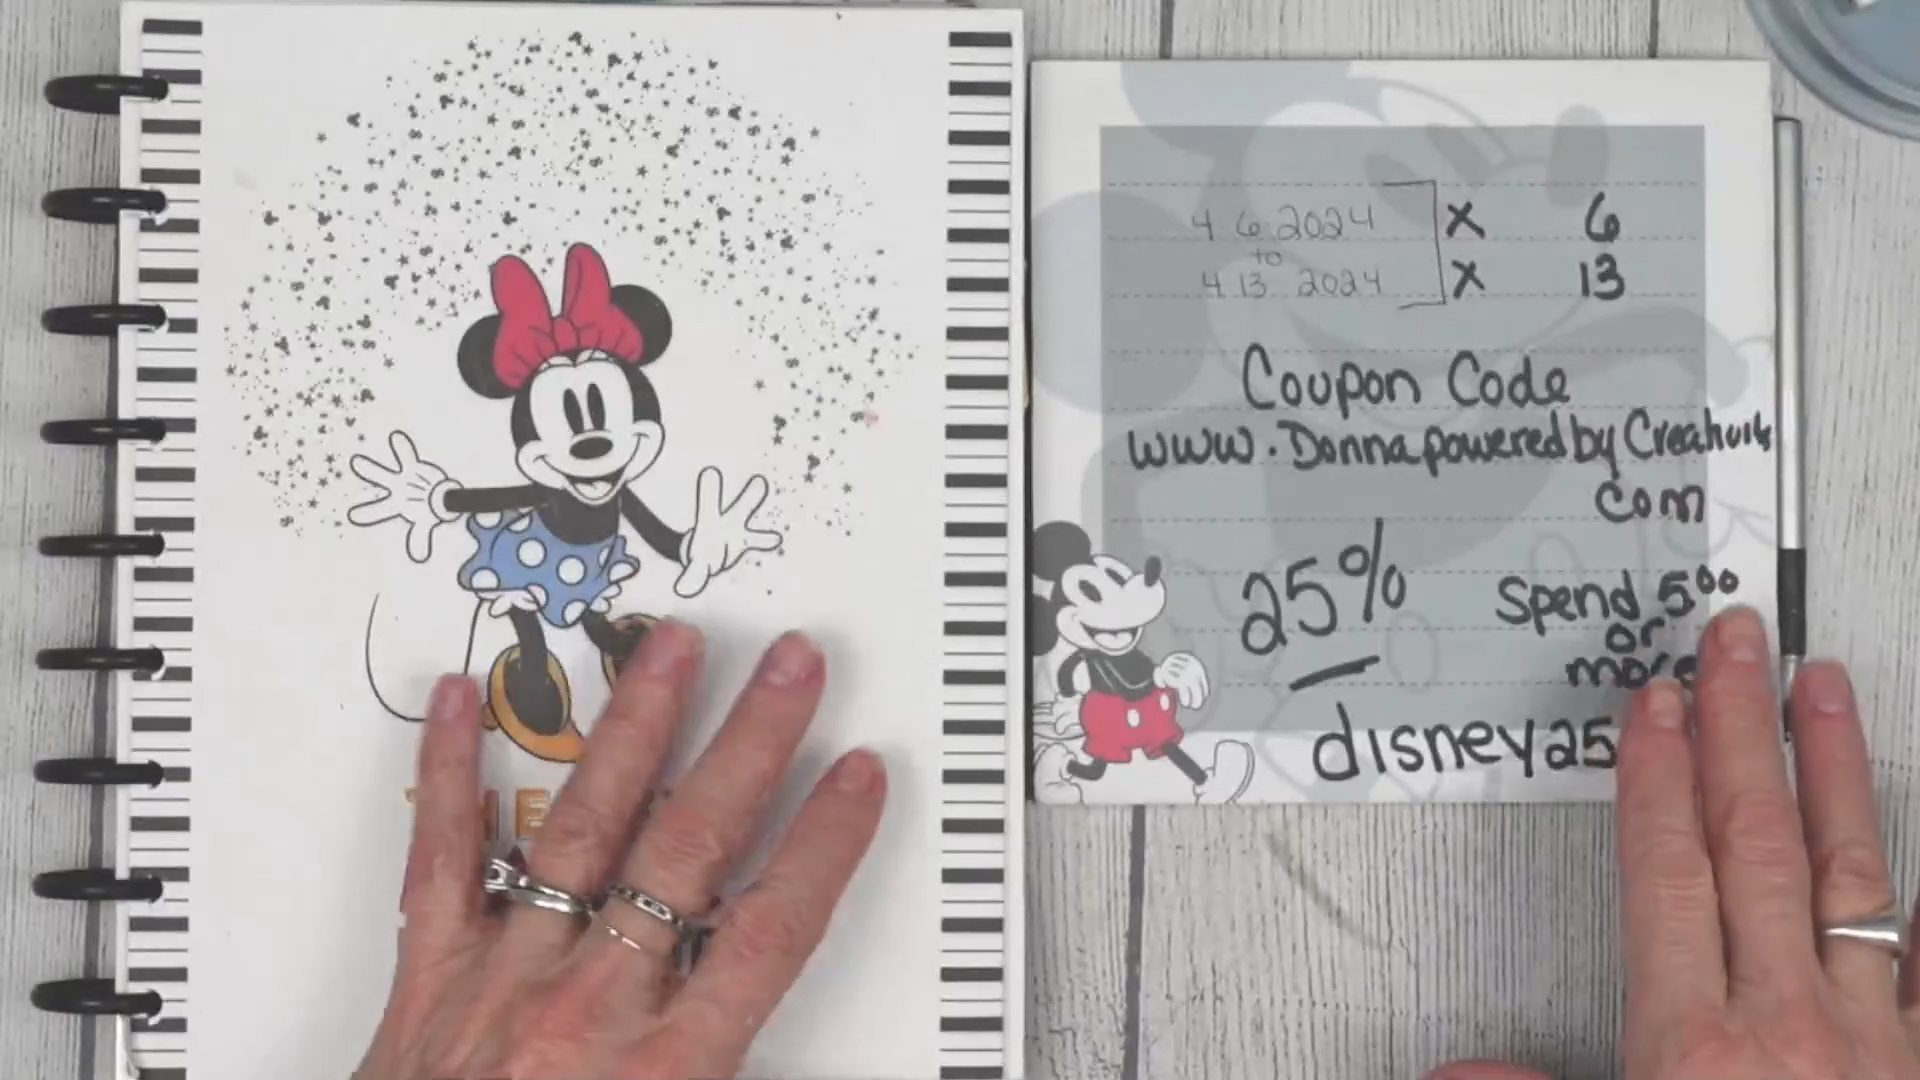 4 6 2024 X 6
to
4 13 2024 X 13
Coupon Code
www.Donnapoweredby
com
25% Spend 5.00
or
more
disney25